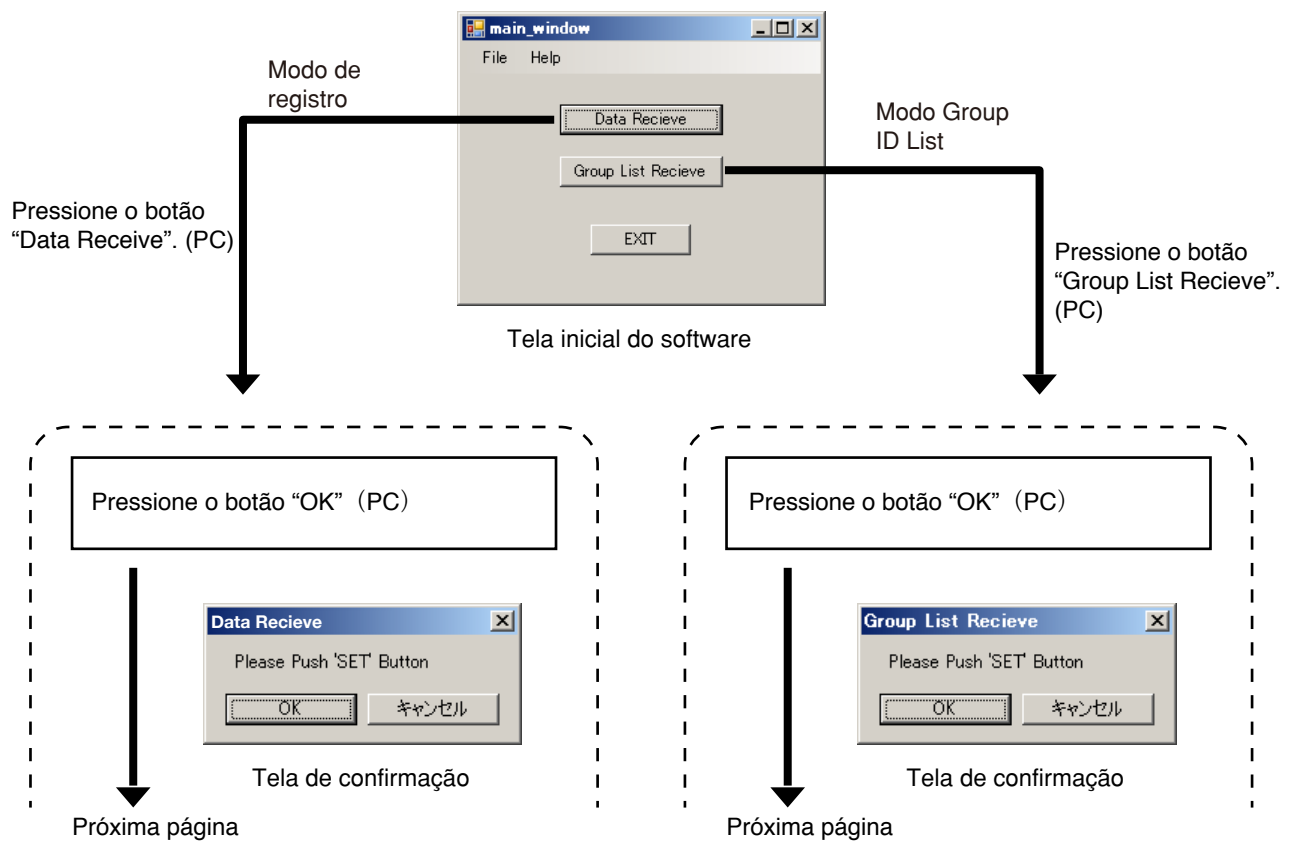 main_window
File Help
Modo de
registro
Data Recieve
Modo Group
ID List
Group List Recieve
Pressione o botão
“Data Receive”. (PC)
EXIT
Pressione o botão
“Group List Recieve”.
(PC)
Tela inicial do software
Pressione o botão “OK”（PC）
Pressione o botão “OK”（PC）
Data Recieve
Please Push 'SET' Button
OK キャンセル
Tela de confirmação
Próxima página
Group List Recieve
Please Push 'SET' Button
OK キャンセル
Tela de confirmação
Próxima página